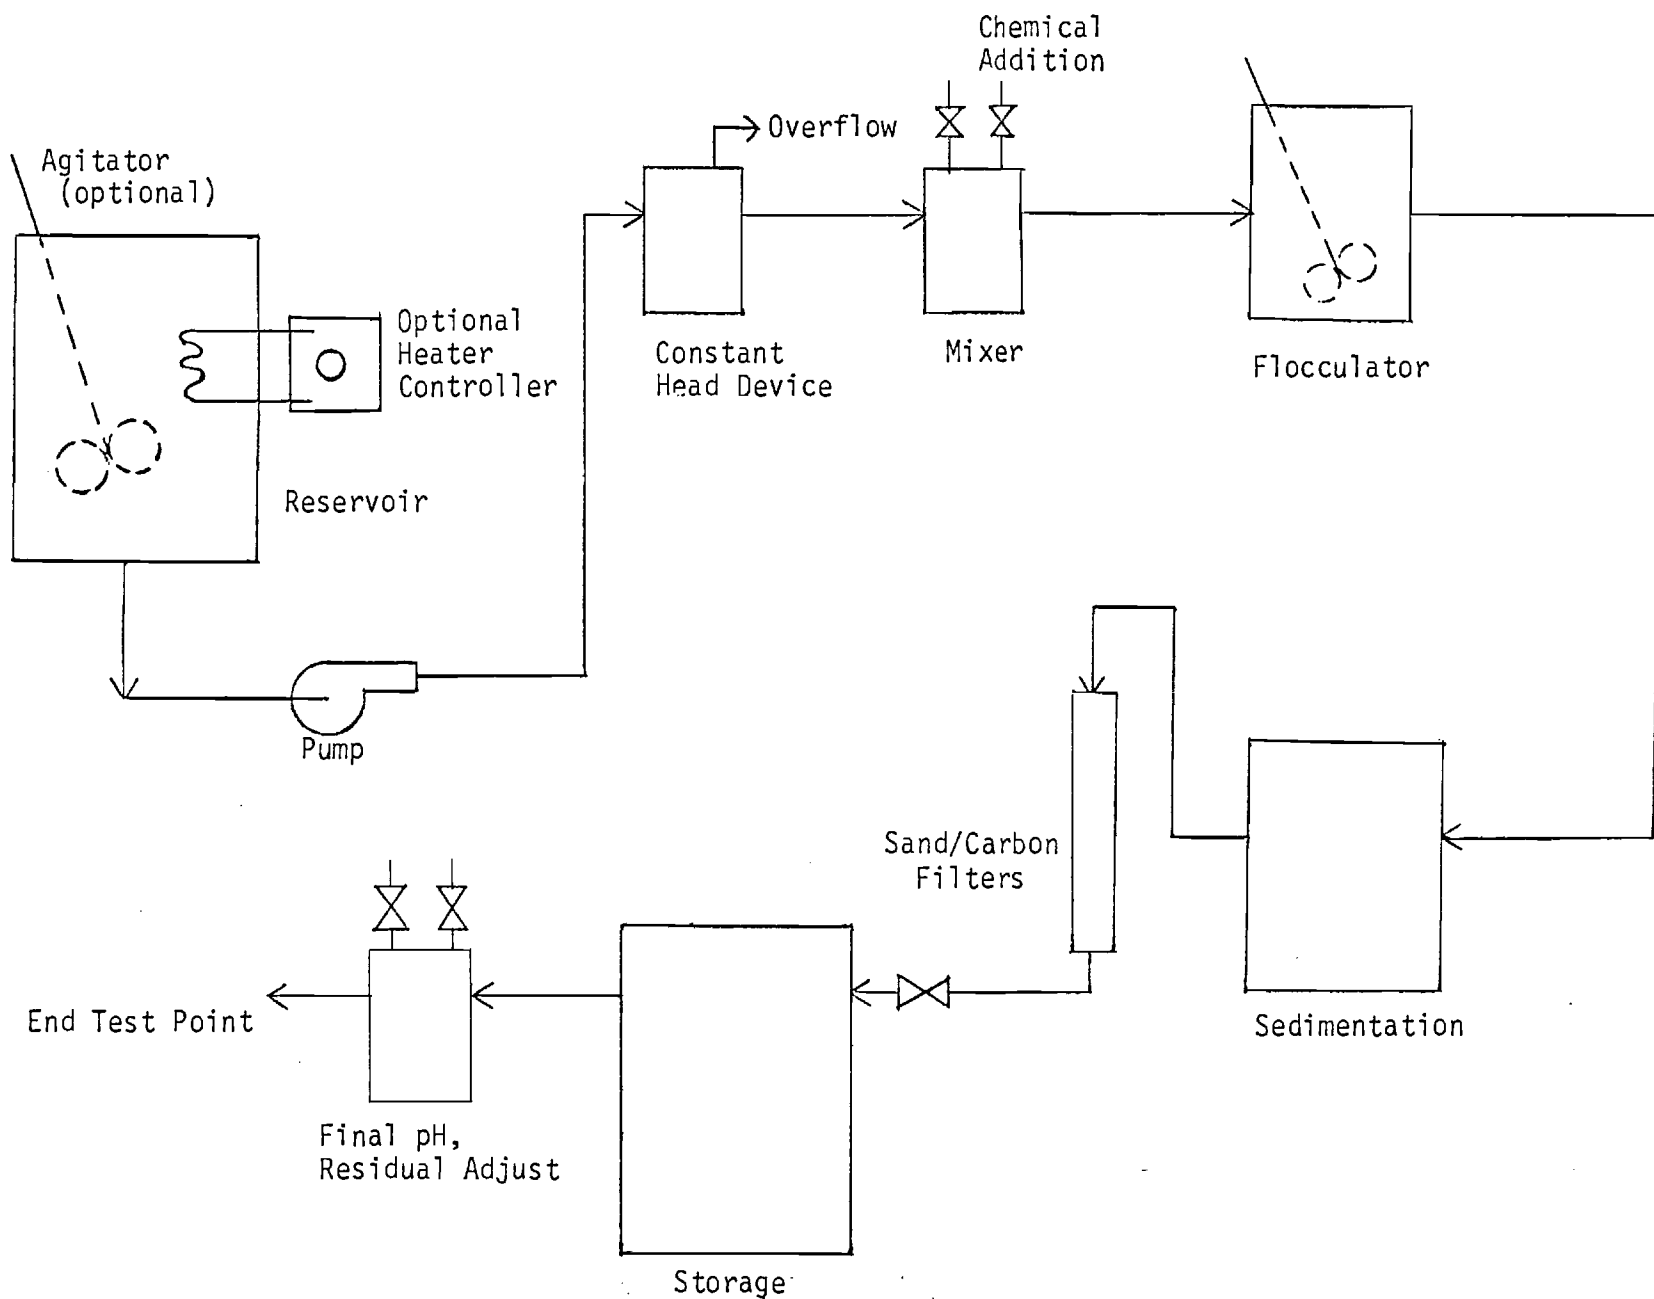 Chemical
Addition
Overflow
Agitator
(optional)
Optional
Heater
Controller
Constant
Head Device
Mixer
Flocculator
Reservoir
Pump
Sand/Carbon
Filters
Sedimentation
End Test Point
Final pH,
Residual Adjust
Storage